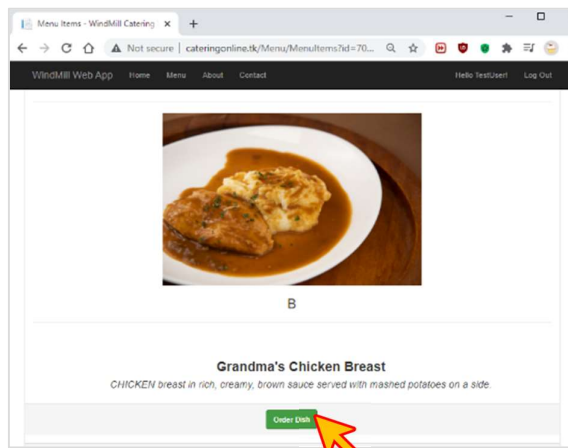 Menu Items - WindMill Catering
Not secure | cateringonline.tk/Menu/MenuItems?id=70...
WindMill Web App Home Menu About Contact Hello TestUser! Log Out
B
Grandma's Chicken Breast
CHICKEN breast in rich, creamy, brown sauce served with mashed potatoes on a side.
Order Dish